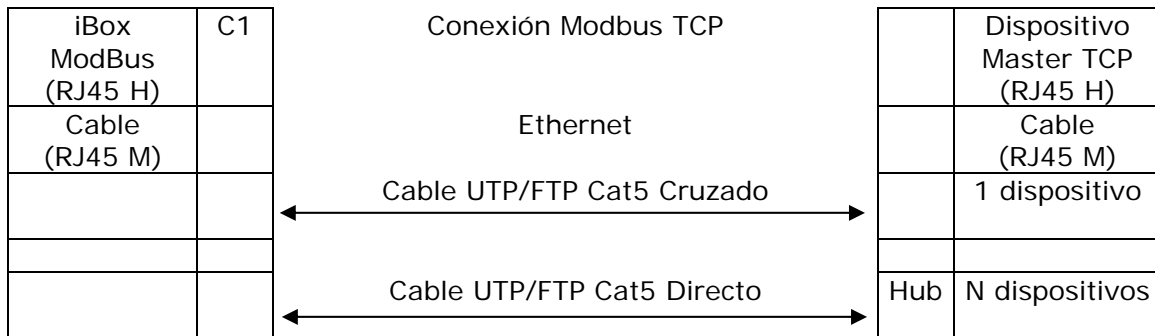 iBox C1 Conexión Modbus TCP Dispositivo
ModBus Master TCP
(RJ45 H) (RJ45 H)
Cable Ethernet Cable
(RJ45 M) (RJ45 M)
Cable UTP/FTP Cat5 Cruzado 1 dispositivo
Cable UTP/FTP Cat5 Directo Hub N dispositivos